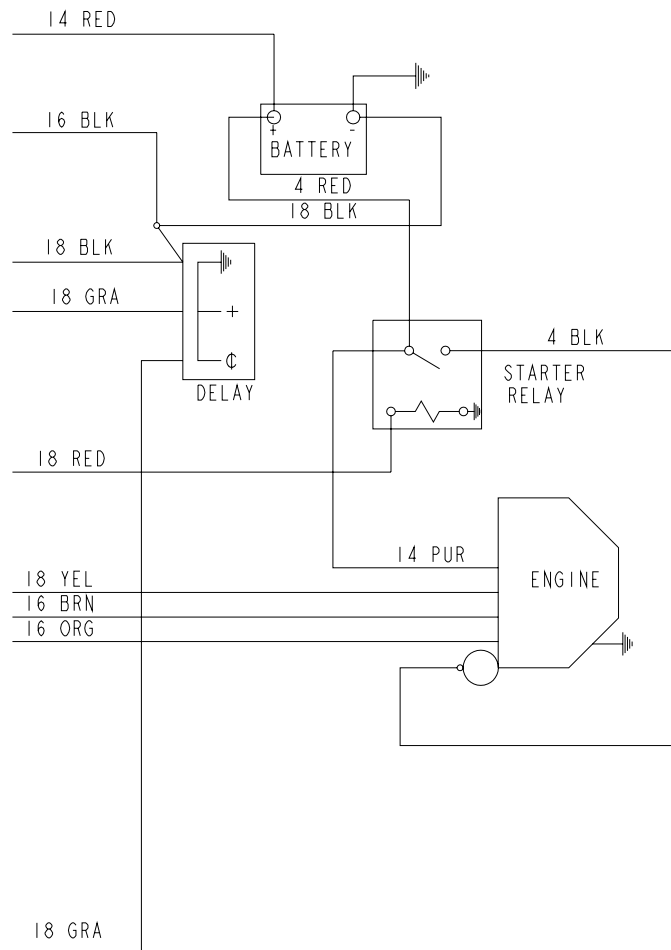 14 RED
16 BLK
+ -
BATTERY
4 RED
18 BLK
18 BLK
18 GRA
+
₵
DELAY
4 BLK
STARTER
RELAY
18 RED
14 PUR
ENGINE
18 YEL
16 BRN
16 ORG
18 GRA